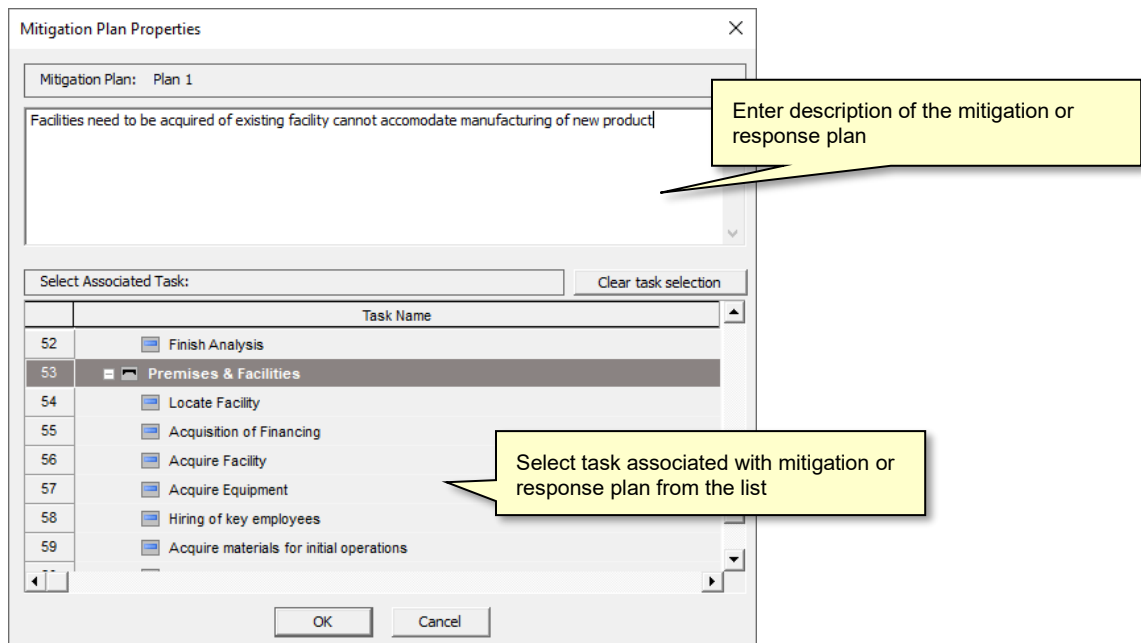 Mitigation Plan Properties
Mitigation Plan: Plan 1
Facilities need to be acquired of existing facility cannot accomodate manufacturing of new product
Enter description of the mitigation or
response plan
Select Associated Task:
Clear task selection
Task Name
52 Finish Analysis
53 Premises & Facilities
54 Locate Facility
55 Acquisition of Financing
56 Acquire Facility
57 Acquire Equipment
58 Hiring of key employees
59 Acquire materials for initial operations
Select task associated with mitigation or
response plan from the list
OK
Cancel